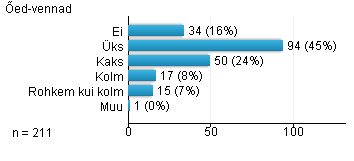 Õed-vennad
Ei 34 (16%)
Üks 94 (45%)
Kaks 50 (24%)
Kolm 17 (8%)
Rohkem kui kolm 15 (7%)
Muu 1 (0%)
n = 211 0 50 100